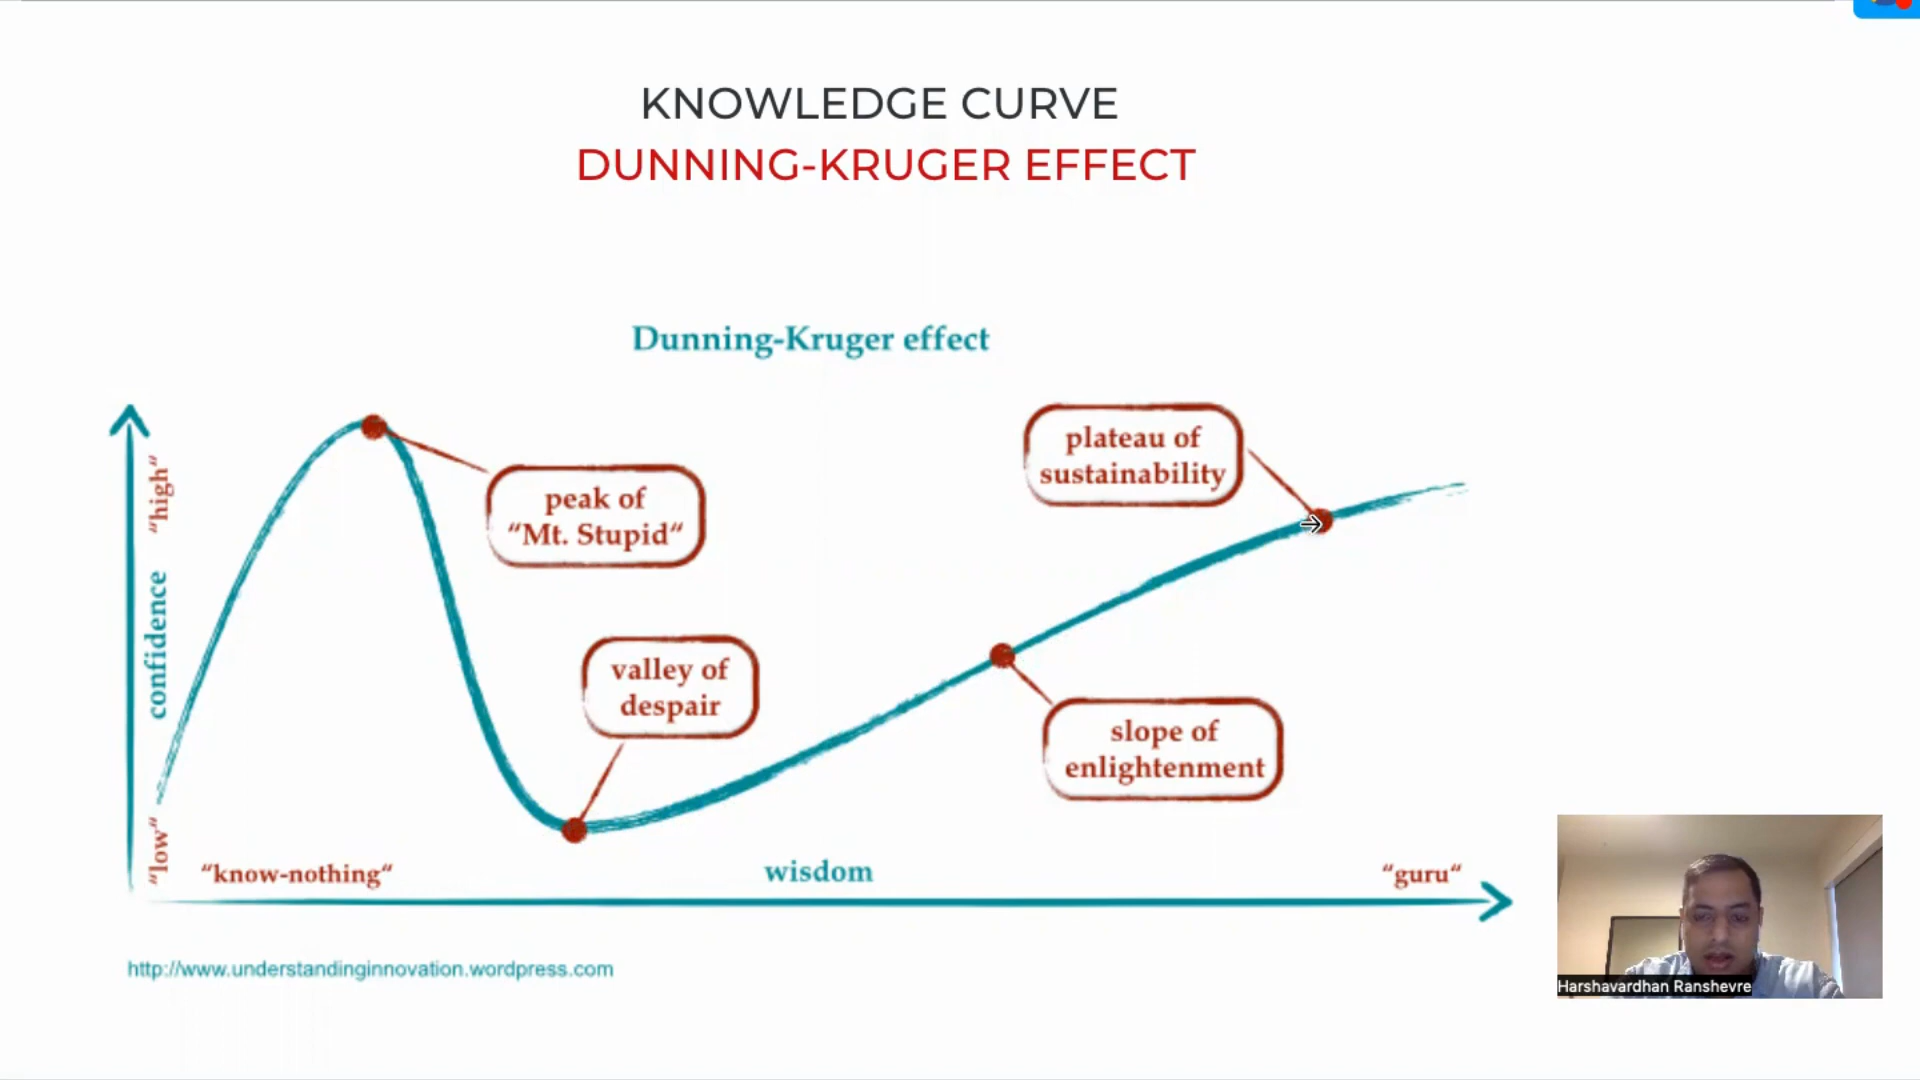 KNOWLEDGE CURVE
DUNNING-KRUGER EFFECT
Dunning-Kruger effect
"high"
confidence
"low"
peak of
"Mt. Stupid"
valley of
despair
plateau of
sustainability
slope of
enlightenment
"know-nothing"
wisdom
"guru"
http://www.understandinginnovation.wordpress.com
Harshavardhan Ranshevre